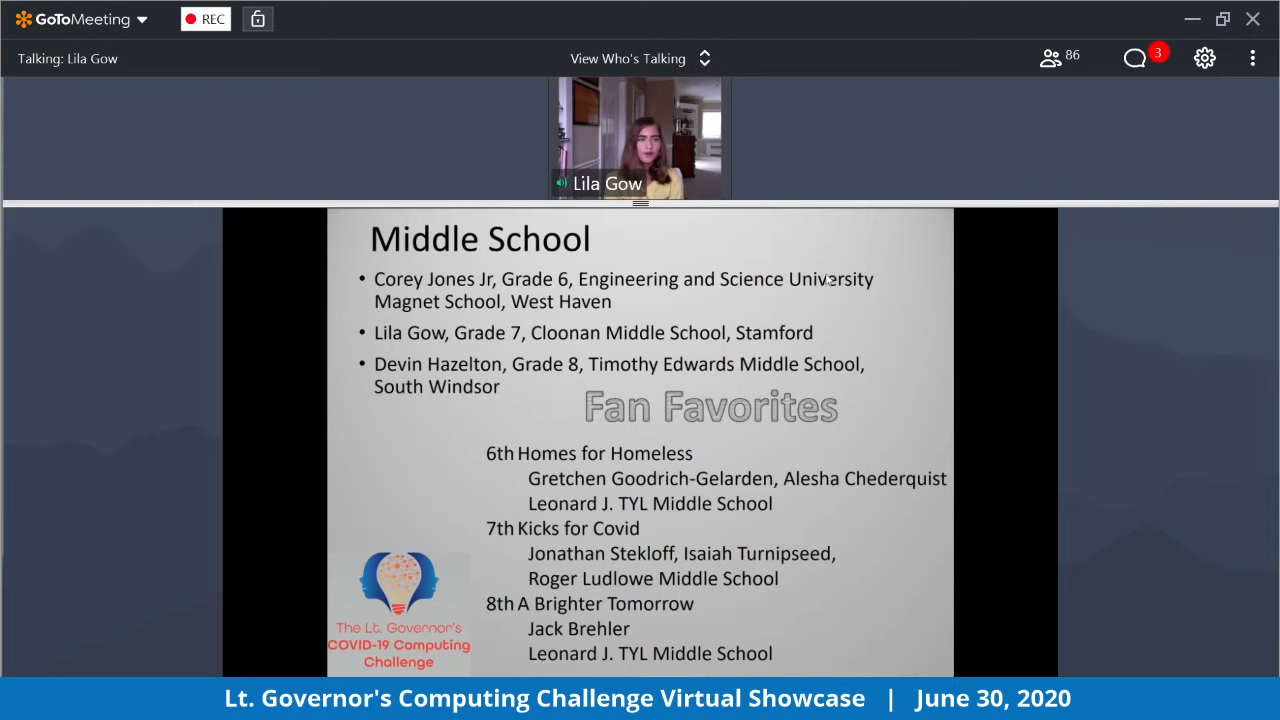 GoToMeeting
REC
Talking: Lila Gow
View Who's Talking
86
3
Lila Gow
Middle School
• Corey Jones Jr, Grade 6, Engineering and Science University
Magnet School, West Haven
• Lila Gow, Grade 7, Cloonan Middle School, Stamford
• Devin Hazelton, Grade 8, Timothy Edwards Middle School,
South Windsor
Fan Favorites
6th Homes for Homeless
Gretchen Goodrich-Gelarden, Alesha Chederquist
Leonard J. TYL Middle School
7th Kicks for Covid
Jonathan Stekloff, Isaiah Turnipseed,
Roger Ludlowe Middle School
8th A Brighter Tomorrow
Jack Brehler
Leonard J. TYL Middle School
The Lt. Governor's
COVID-19 Computing
Challenge
Lt. Governor's Computing Challenge Virtual Showcase | June 30, 2020